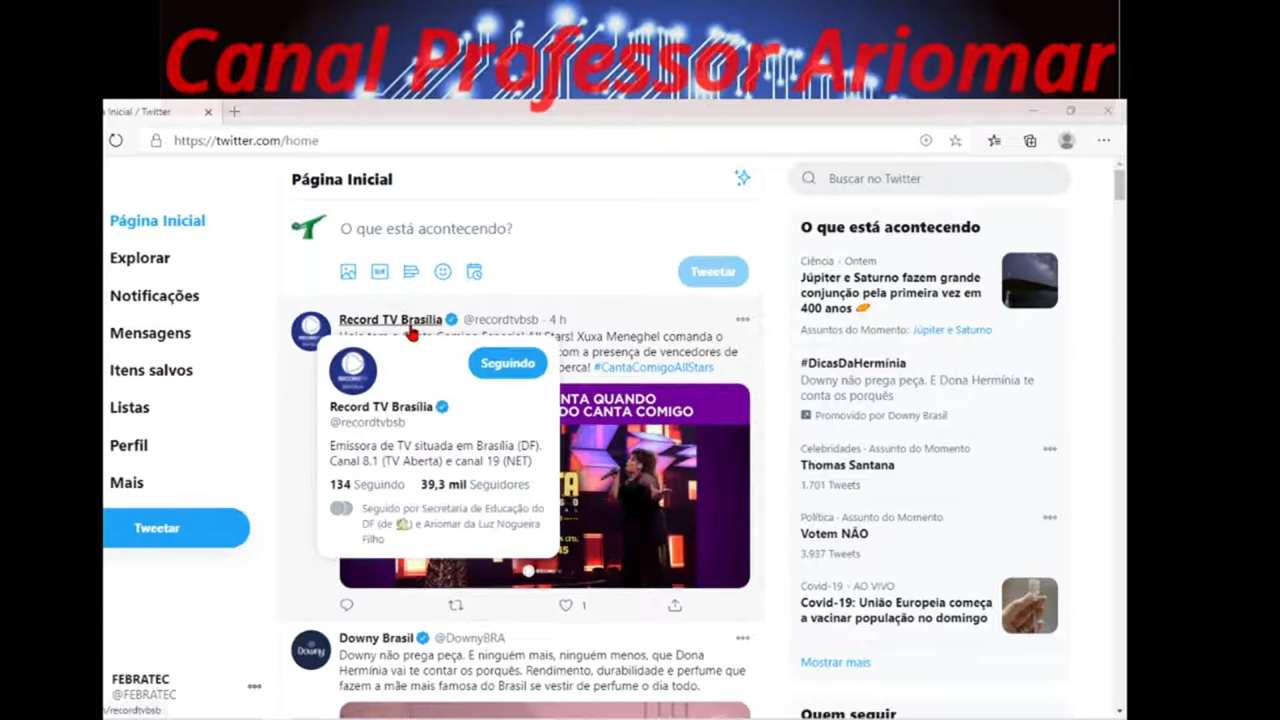 Canal Professor Ariomar
Inicial / Twitter
https://twitter.com/home
Página Inicial
Explorar
Notificações
Mensagens
Itens salvos
Listas
Perfil
Mais
Tweetar
FEBRATEC
@FEBRATEC
/recordtvbsb
Página Inicial
O que está acontecendo?
GIF
Tweetar
Record TV Brasília @recordtvbsb · 4 h
All Stars! Xuxa Meneghel comanda o
com a presença de vencedores de
#CantaComigoAllStars
Seguindo
Record TV Brasília
@recordtvbsb
Emissora de TV situada em Brasília (DF).
Canal 8.1 (TV Aberta) e canal 19 (NET)
134 Seguindo 39,3 mil Seguidores
Seguido por Secretaria de Educação do
DF (de 🏡) e Ariomar da Luz Nogueira
Filho
NTA QUANDO
DO CANTA COMIGO
1
Downy Brasil @DownyBRA
Downy não prega peça. E ninguém mais, ninguém menos, que Dona
Hermínia vai te contar os porquês. Rendimento, durabilidade e perfume que
fazem a mãe mais famosa do Brasil se vestir de perfume o dia todo.
Downy
Buscar no Twitter
O que está acontecendo
Ciência · Ontem
Júpiter e Saturno fazem grande
conjunção pela primeira vez em
400 anos
Assuntos do Momento: Júpiter e Saturno
#DicasDaHermínia
Downy não prega peça. E Dona Hermínia te
conta os porquês
Promovido por Downy Brasil
Celebridades · Assunto do Momento
Thomas Santana
1.701 Tweets
Política · Assunto do Momento
Votem NÃO
3.937 Tweets
Covid-19 · AO VIVO
Covid-19: União Europeia começa
a vacinar população no domingo
Mostrar mais
Quem seguir